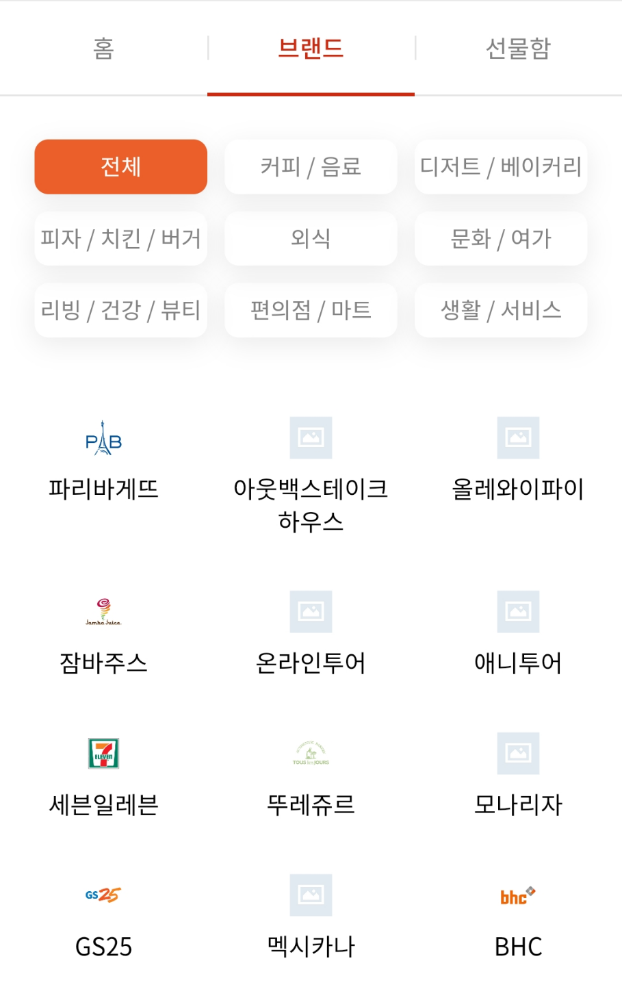 홈
브랜드
선물함
전체
커피 / 음료
디저트 / 베이커리
피자 / 치킨 / 버거
외식
문화 / 여가
리빙 / 건강 / 뷰티
편의점 / 마트
생활 / 서비스
PAB
파리바게뜨
아웃백스테이크
하우스
올레와이파이
Jamba Juice
잠바주스
온라인투어
애니투어
7
ELEVEN
세븐일레븐
AUTHENTIC BAKERY
TOUS les JOURS
뚜레쥬르
모나리자
GS25
GS25
멕시카나
bhc
BHC